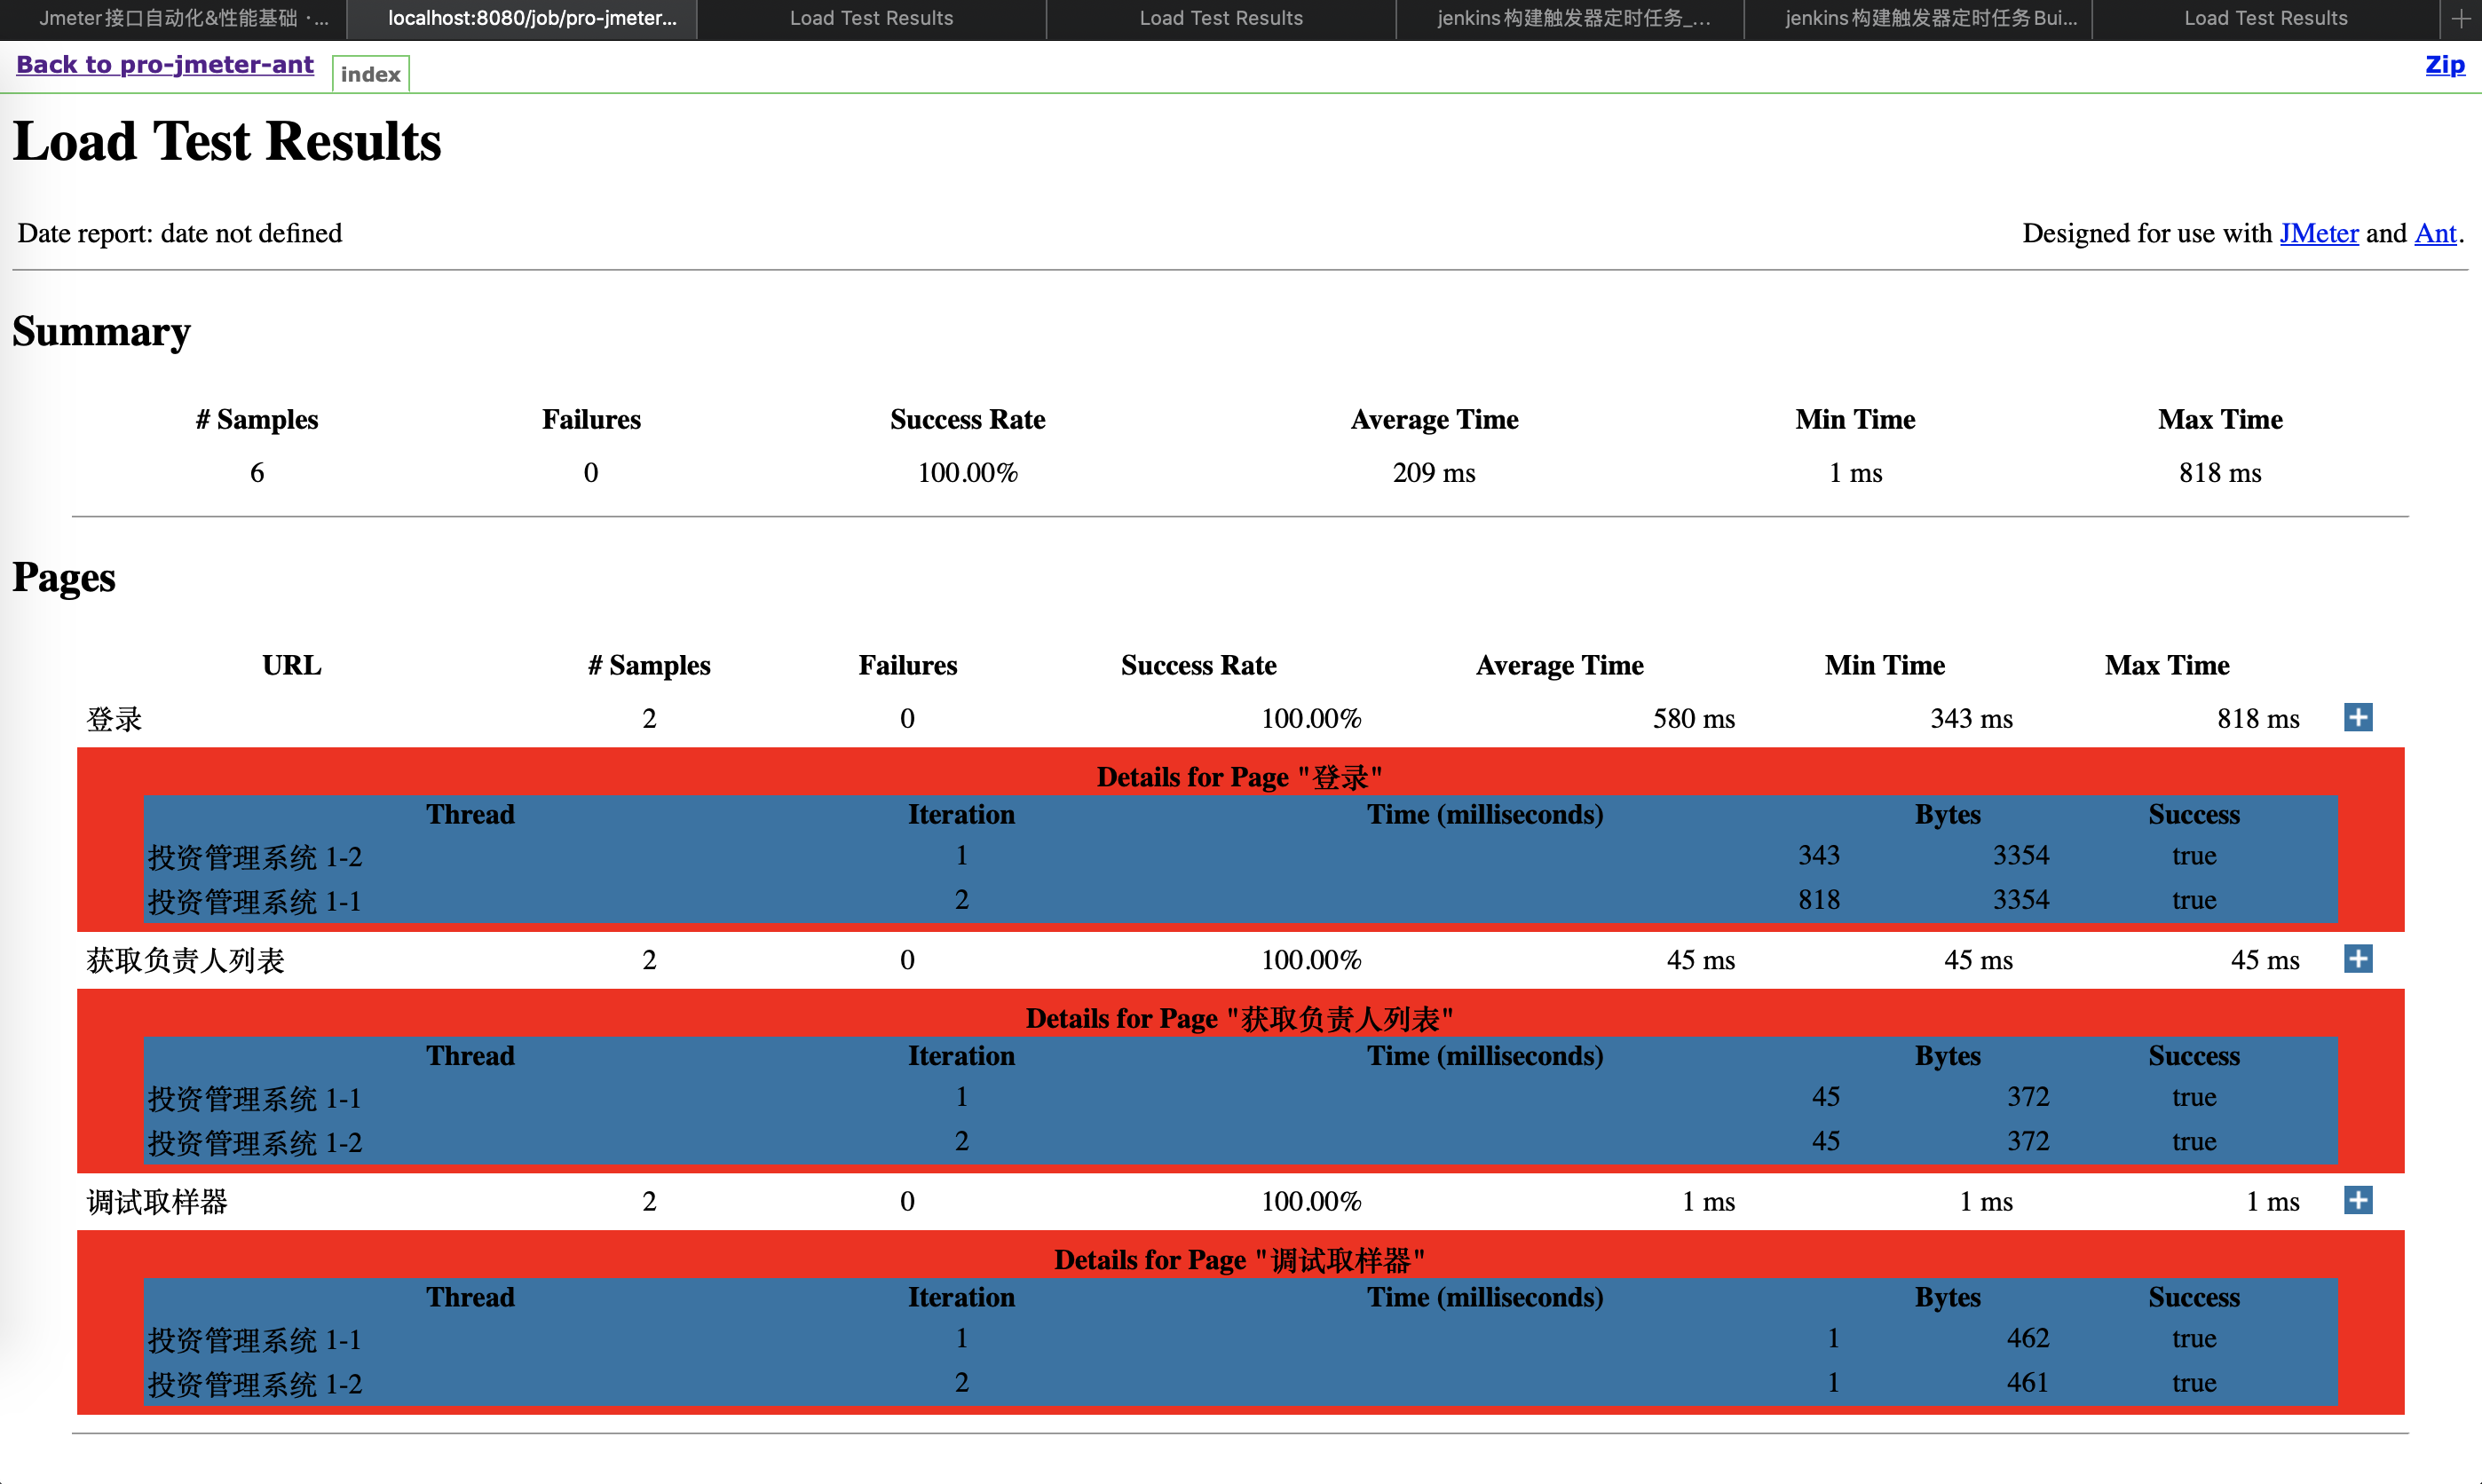 Jmeter接口自动化&性能基础 ·... localhost:8080/job/pro-jmeter... Load Test Results Load Test Results jenkins构建触发器定时任务_... jenkins构建触发器定时任务Bui... Load Test Results
Back to pro-jmeter-ant index Zip
Load Test Results
Date report: date not defined Designed for use with JMeter and Ant.
Summary
# Samples Failures Success Rate Average Time Min Time Max Time
6 0 100.00% 209 ms 1 ms 818 ms
Pages
URL # Samples Failures Success Rate Average Time Min Time Max Time
登录 2 0 100.00% 580 ms 343 ms 818 ms
Details for Page "登录"
Thread Iteration Time (milliseconds) Bytes Success
投资管理系统 1-2 1 343 3354 true
投资管理系统 1-1 2 818 3354 true
获取负责人列表 2 0 100.00% 45 ms 45 ms 45 ms
Details for Page "获取负责人列表"
Thread Iteration Time (milliseconds) Bytes Success
投资管理系统 1-1 1 45 372 true
投资管理系统 1-2 2 45 372 true
调试取样器 2 0 100.00% 1 ms 1 ms 1 ms
Details for Page "调试取样器"
Thread Iteration Time (milliseconds) Bytes Success
投资管理系统 1-1 1 1 462 true
投资管理系统 1-2 2 1 461 true